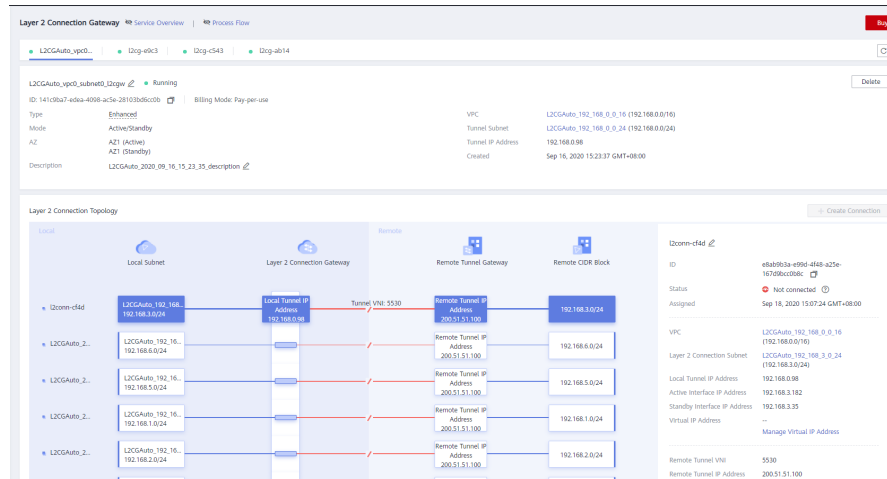 Layer 2 Connection Gateway Service Overview | Process Flow
Buy
L2CGAuto_vpc0... l2cg-e9c3 l2cg-c543 l2cg-ab14
L2CGAuto_vpc0_subnet0_l2cgw Running
Delete
ID: 141c9ba7-edea-4098-ac5e-28103bd6cc0b Billing Mode: Pay-per-use
Type Enhanced
Mode Active/Standby
AZ AZ1 (Active)
AZ1 (Standby)
Description L2CGAuto_2020_09_16_15_23_35_description
VPC L2CGAuto_192_168_0_0_16 (192.168.0.0/16)
Tunnel Subnet L2CGAuto_192_168_0_0_24 (192.168.0.0/24)
Tunnel IP Address 192.168.0.98
Created Sep 16, 2020 15:23:37 GMT+08:00
Layer 2 Connection Topology
+ Create Connection
Local
Remote
Local Subnet
Layer 2 Connection Gateway
Remote Tunnel Gateway
Remote CIDR Block
l2conn-cf4d
L2CGAuto_192_168...
192.168.3.0/24
Local Tunnel IP
Address
192.168.0.98
Tunnel VNI: 5530
Remote Tunnel IP
Address
200.51.51.100
192.168.3.0/24
L2CGAuto_2...
L2CGAuto_192_16...
192.168.6.0/24
Remote Tunnel IP
Address
200.51.51.100
192.168.6.0/24
L2CGAuto_2...
L2CGAuto_192_16...
192.168.5.0/24
Remote Tunnel IP
Address
200.51.51.100
192.168.5.0/24
L2CGAuto_2...
L2CGAuto_192_16...
192.168.1.0/24
Remote Tunnel IP
Address
200.51.51.100
192.168.1.0/24
L2CGAuto_2...
L2CGAuto_192_16...
192.168.2.0/24
Remote Tunnel IP
Address
200.51.51.100
192.168.2.0/24
l2conn-cf4d
ID e8ab9b3a-e99d-4f48-a25e-
167d9bcc0b8c
Status Not connected
Assigned Sep 18, 2020 15:07:24 GMT+08:00
VPC L2CGAuto_192_168_0_0_16
(192.168.0.0/16)
Layer 2 Connection Subnet L2CGAuto_192_168_3_0_24
(192.168.3.0/24)
Local Tunnel IP Address 192.168.0.98
Active Interface IP Address 192.168.3.182
Standby Interface IP Address 192.168.3.35
Virtual IP Address --
Manage Virtual IP Address
Remote Tunnel VNI 5530
Remote Tunnel IP Address 200.51.51.100